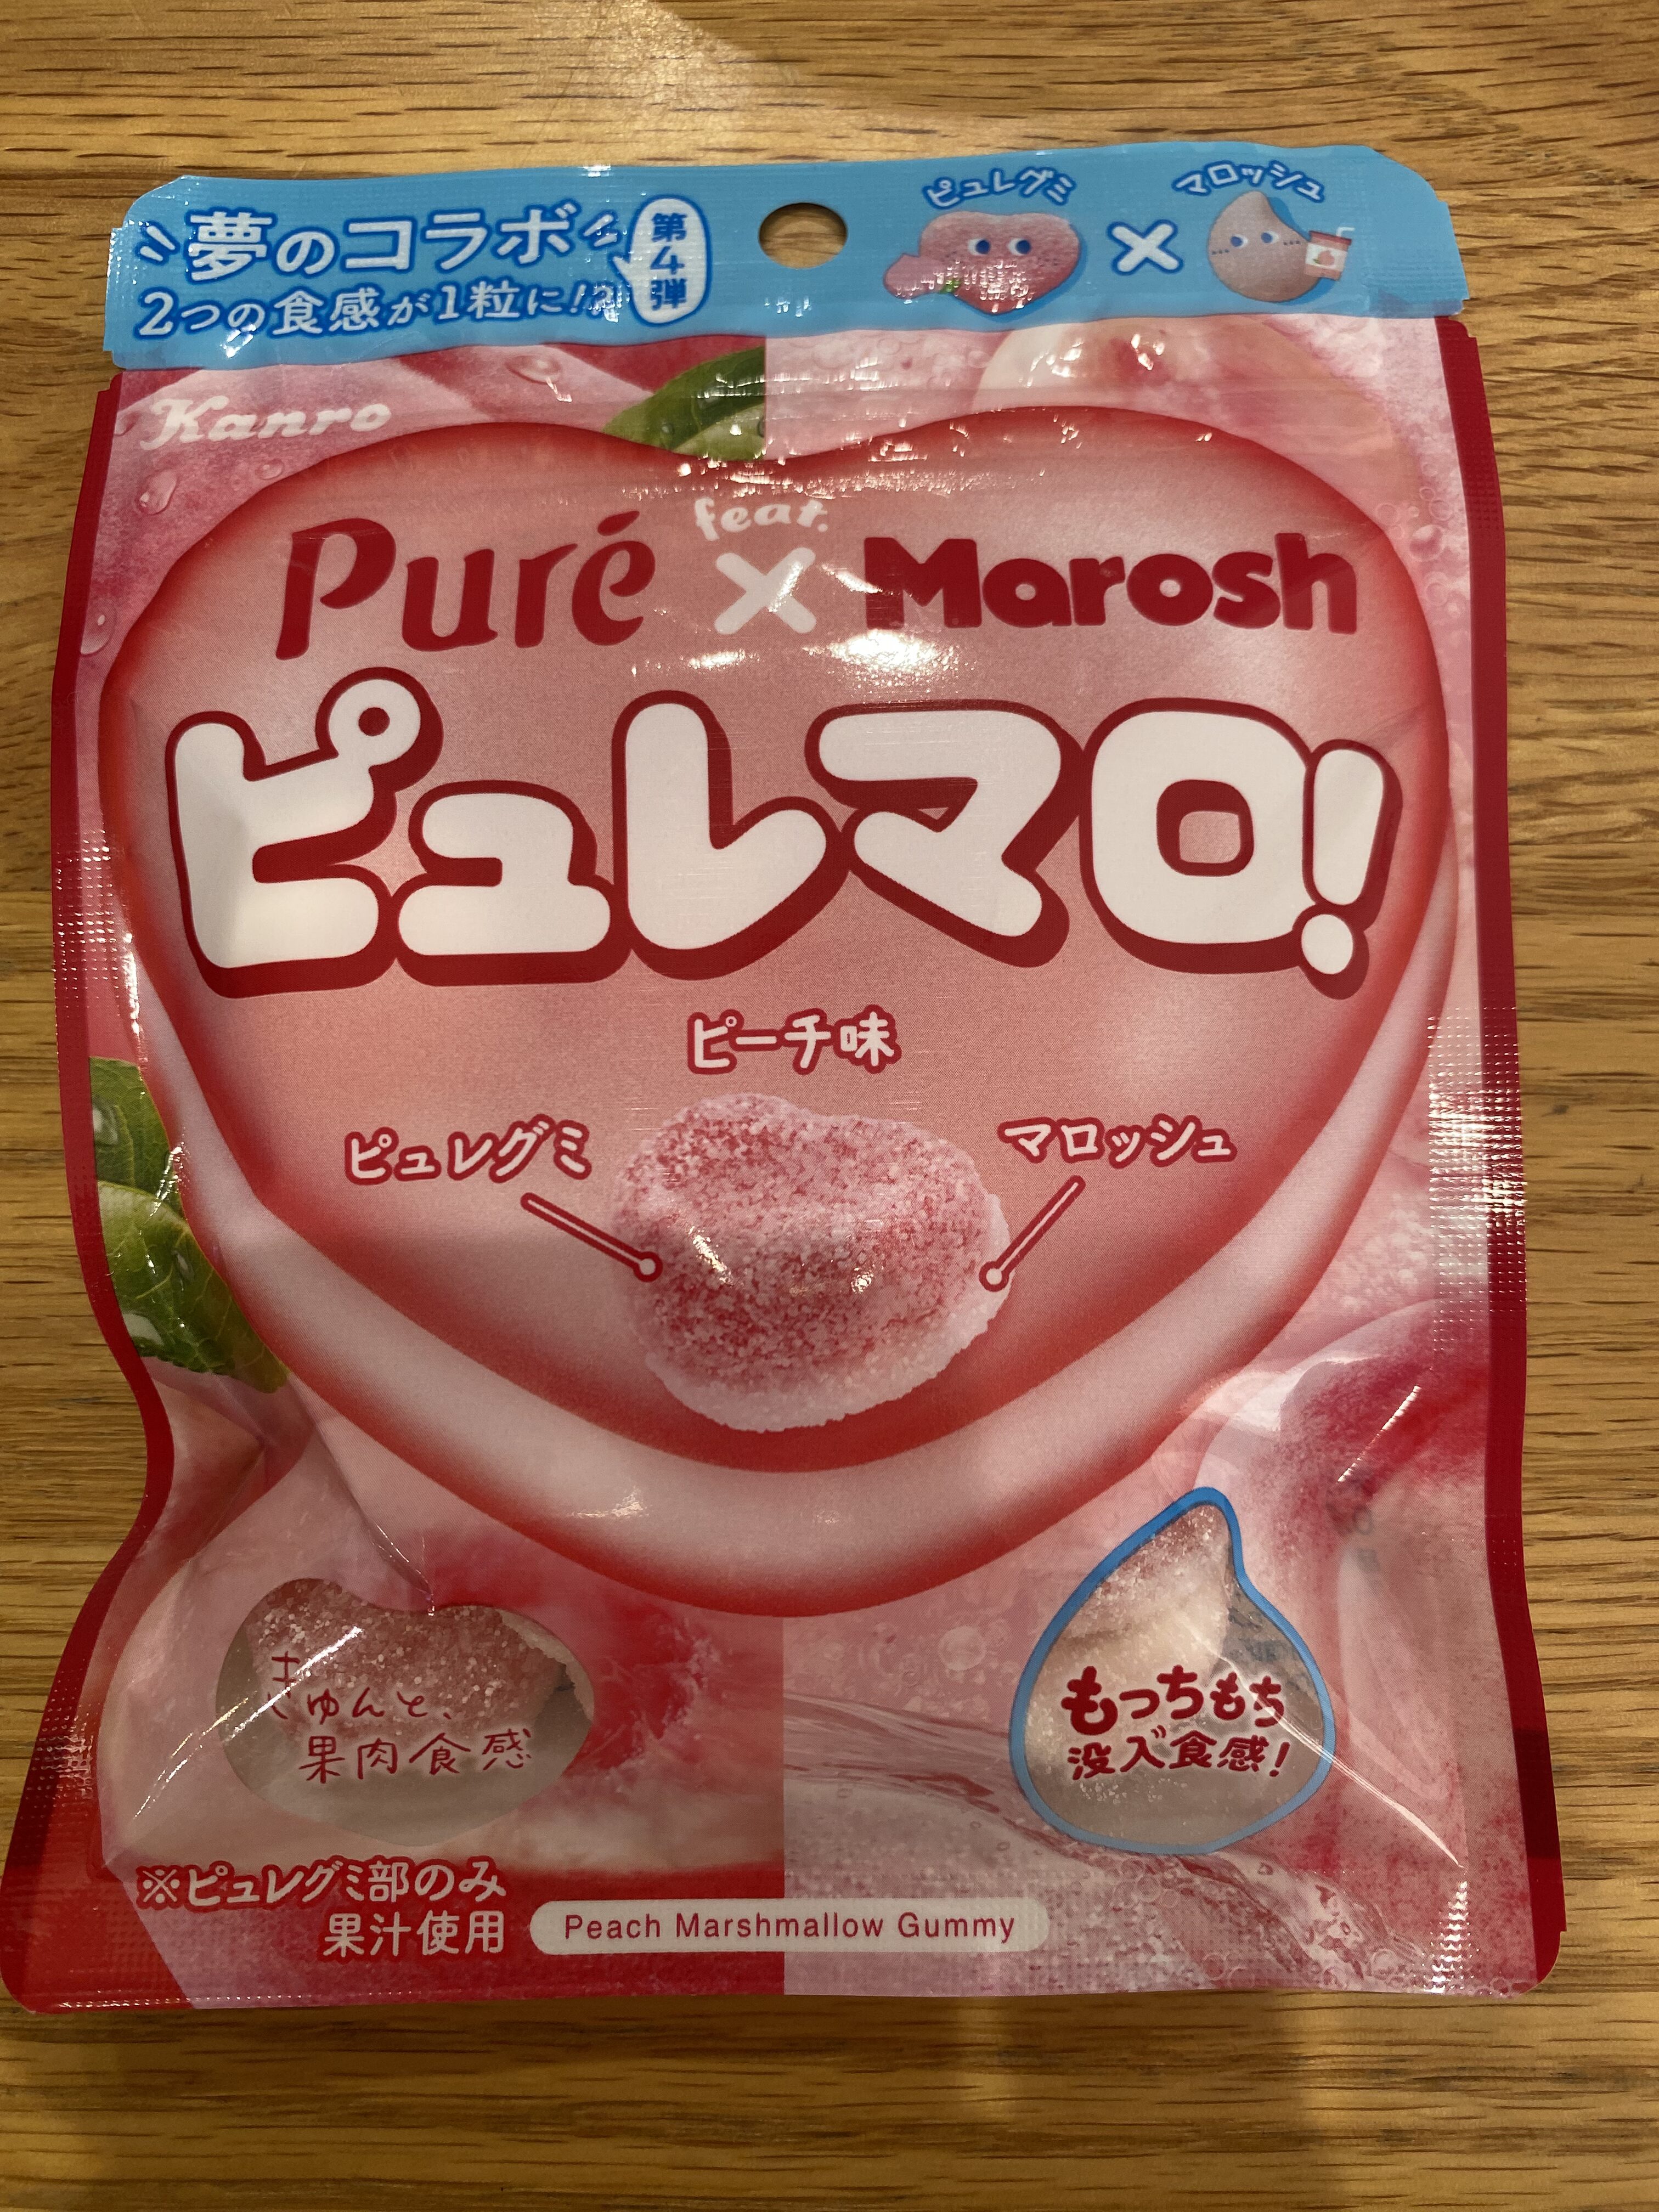 夢のコラボ
2つの食感が1粒に!?
第4弾
ピュレグミ
×
マロッシュ
Kanro
Puré feat. × Marosh
ピュレマロ!
ピーチ味
ピュレグミ
マロッシュ
きゅんと、
果肉食感
もっちもち
没入食感!
※ピュレグミ部のみ
果汁使用
Peach Marshmallow Gummy